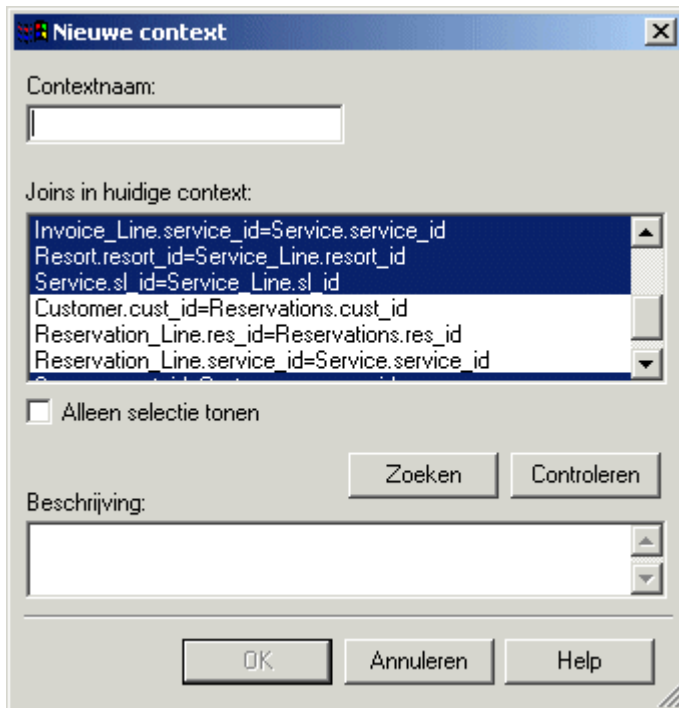 Nieuwe context
Contextnaam:
Joins in huidige context:
Invoice_Line.service_id=Service.service_id
Resort.resort_id=Service_Line.resort_id
Service.sl_id=Service_Line.sl_id
Customer.cust_id=Reservations.cust_id
Reservation_Line.res_id=Reservations.res_id
Reservation_Line.service_id=Service.service_id
Alleen selectie tonen
Zoeken Controleren
Beschrijving:
OK Annuleren Help